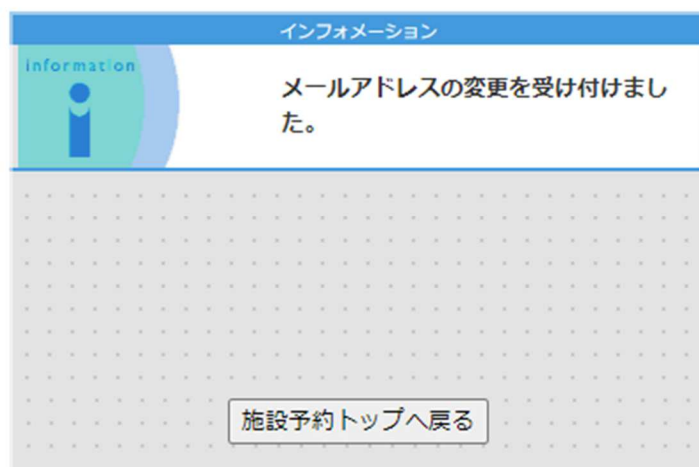 インフォメーション
information
メールアドレスの変更を受け付けまし
た。
施設予約トップへ戻る